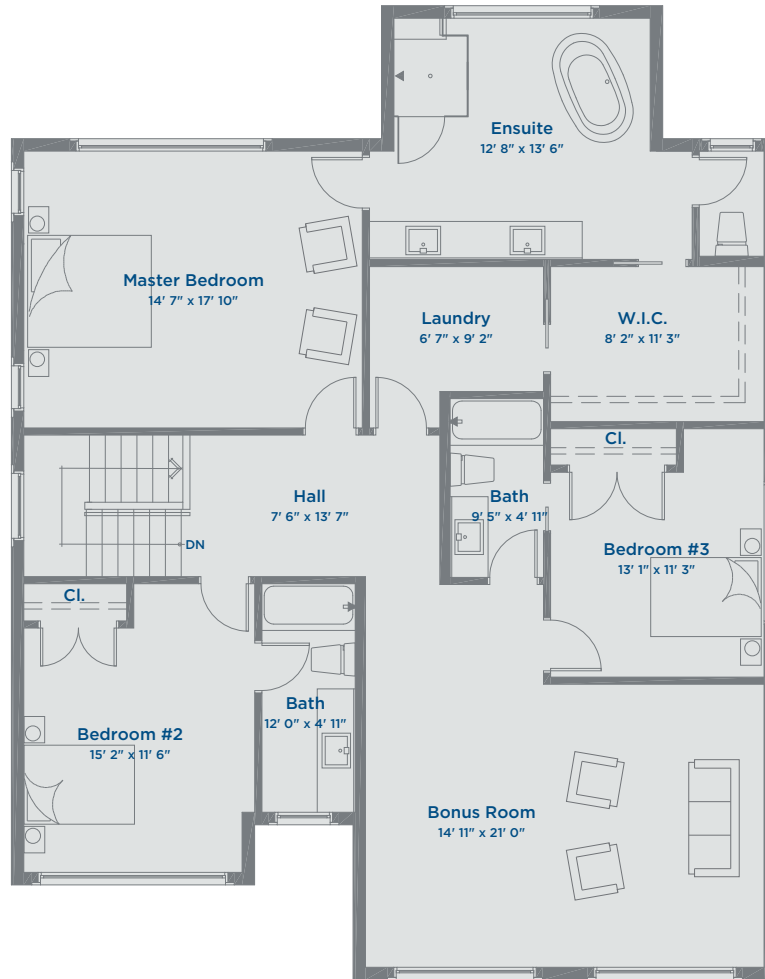 Ensuite
12' 8" x 13' 6"
Master Bedroom
14' 7" x 17' 10"
Laundry
6' 7" x 9' 2"
W.I.C.
8' 2" x 11' 3"
Cl.
Hall
7' 6" x 13' 7"
Bath
9' 5" x 4' 11"
DN
Bedroom #3
13' 1" x 11' 3"
Cl.
Bath
12' 0" x 4' 11"
Bedroom #2
15' 2" x 11' 6"
Bonus Room
14' 11" x 21' 0"